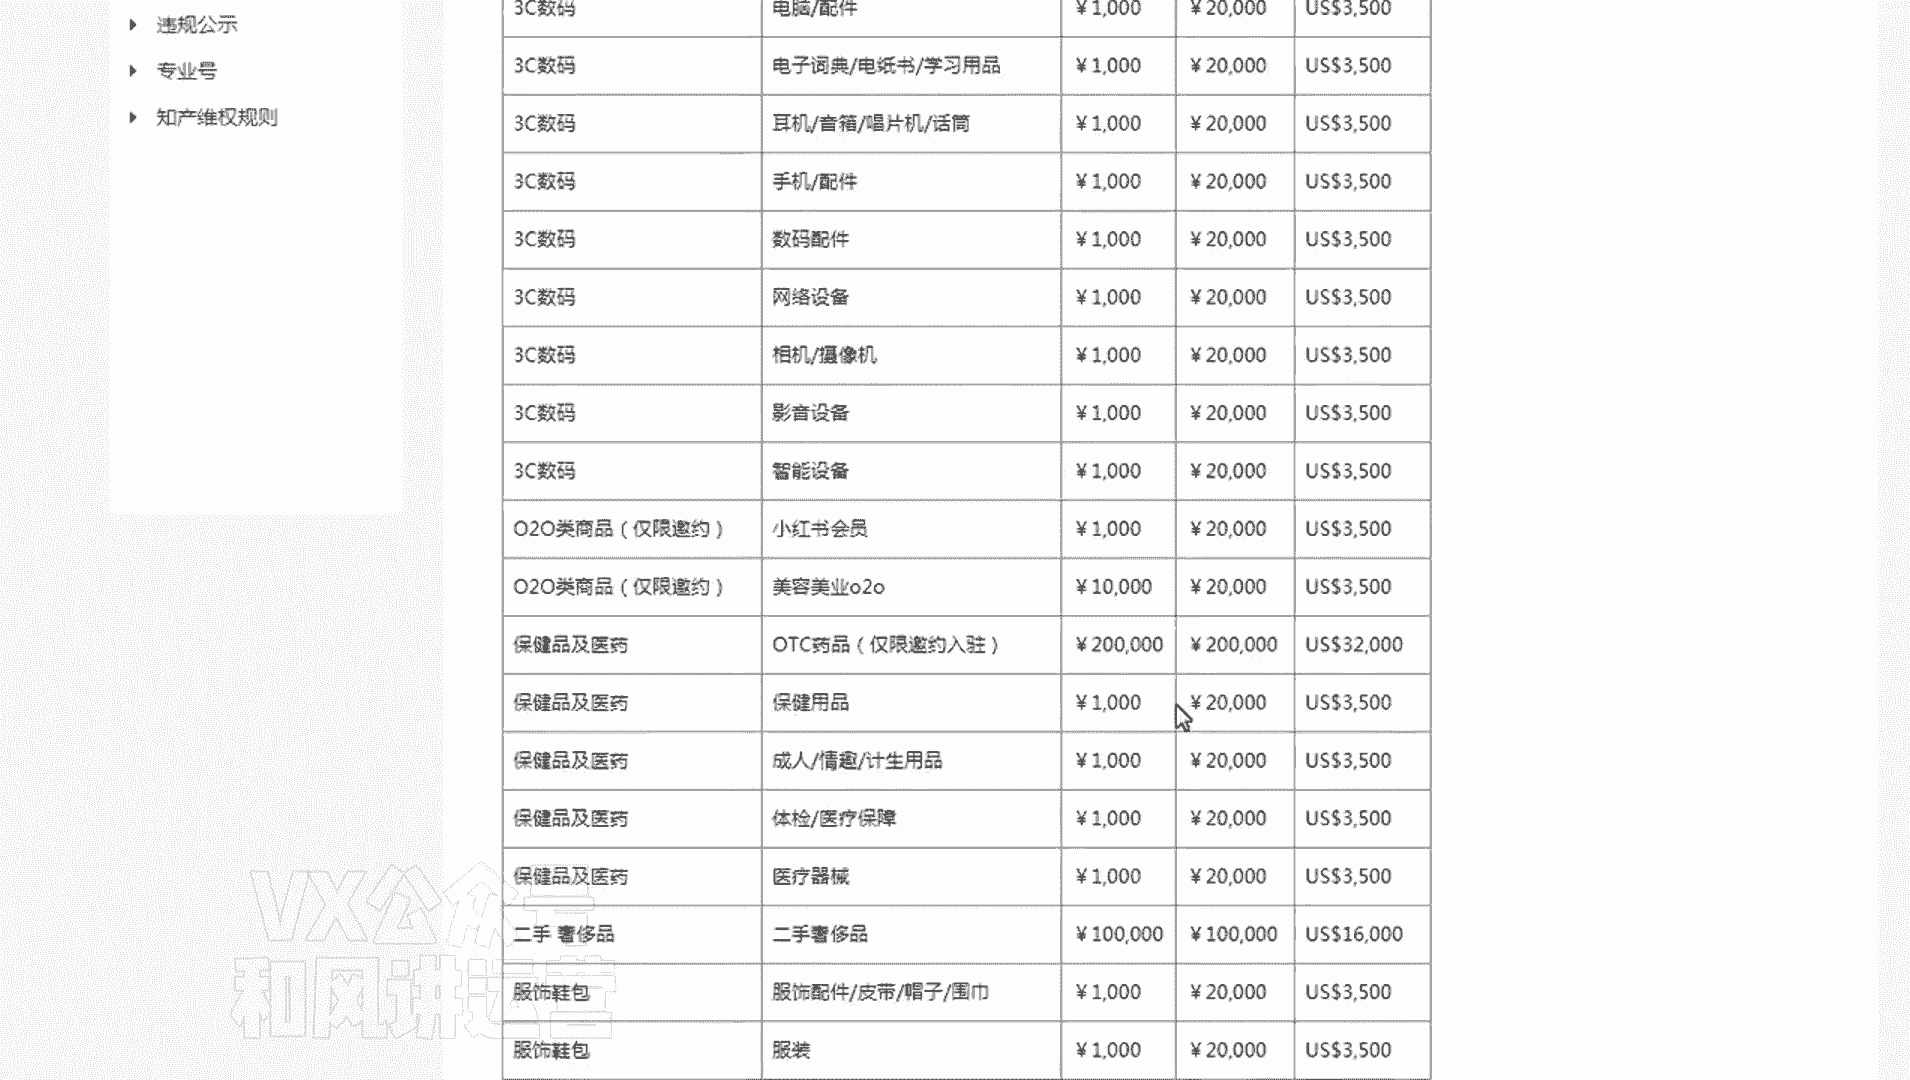 违规公示
专业号
知产维权规则
3C数码 电脑/配件 ¥1,000 ¥20,000 US$3,500
3C数码 电子词典/电纸书/学习用品 ¥1,000 ¥20,000 US$3,500
3C数码 耳机/音箱/唱片机/话筒 ¥1,000 ¥20,000 US$3,500
3C数码 手机/配件 ¥1,000 ¥20,000 US$3,500
3C数码 数码配件 ¥1,000 ¥20,000 US$3,500
3C数码 网络设备 ¥1,000 ¥20,000 US$3,500
3C数码 相机/摄像机 ¥1,000 ¥20,000 US$3,500
3C数码 影音设备 ¥1,000 ¥20,000 US$3,500
3C数码 智能设备 ¥1,000 ¥20,000 US$3,500
O2O类商品（仅限邀约） 小红书会员 ¥1,000 ¥20,000 US$3,500
O2O类商品（仅限邀约） 美容美业o2o ¥10,000 ¥20,000 US$3,500
保健品及医药 OTC药品（仅限邀约入驻） ¥200,000 ¥200,000 US$32,000
保健品及医药 保健用品 ¥1,000 ¥20,000 US$3,500
保健品及医药 成人/情趣/计生用品 ¥1,000 ¥20,000 US$3,500
保健品及医药 体检/医疗保障 ¥1,000 ¥20,000 US$3,500
保健品及医药 医疗器械 ¥1,000 ¥20,000 US$3,500
二手 奢侈品 二手奢侈品 ¥100,000 ¥100,000 US$16,000
服饰鞋包 服饰配件/皮带/帽子/围巾 ¥1,000 ¥20,000 US$3,500
服饰鞋包 服装 ¥1,000 ¥20,000 US$3,500
VX公众号
和风讲运营